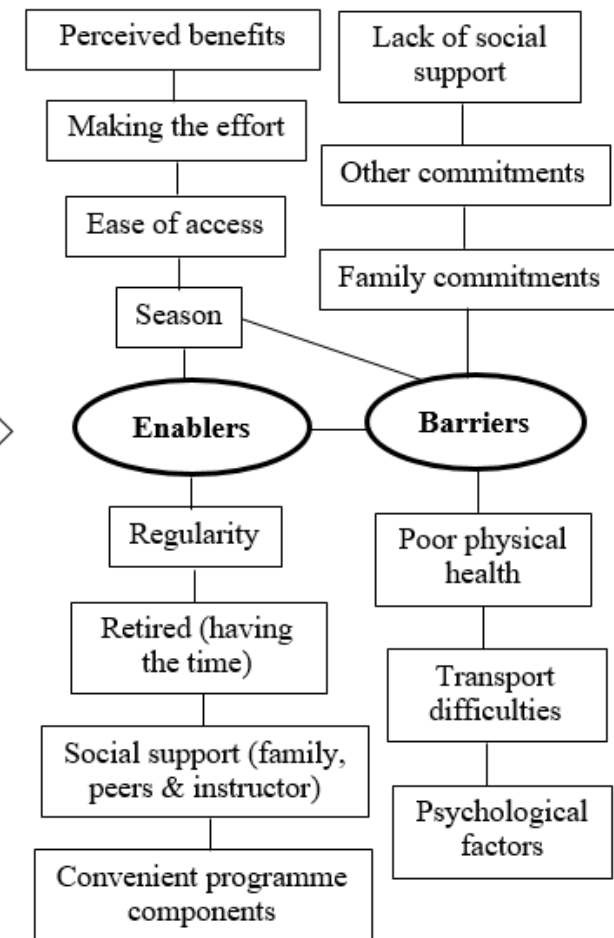 Perceived benefits
Making the effort
Ease of access
Season
Enablers
Regularity
Retired (having
the time)
Social support (family,
peers & instructor)
Convenient programme
components
Lack of social
support
Other commitments
Family commitments
Barriers
Poor physical
health
Transport
difficulties
Psychological
factors